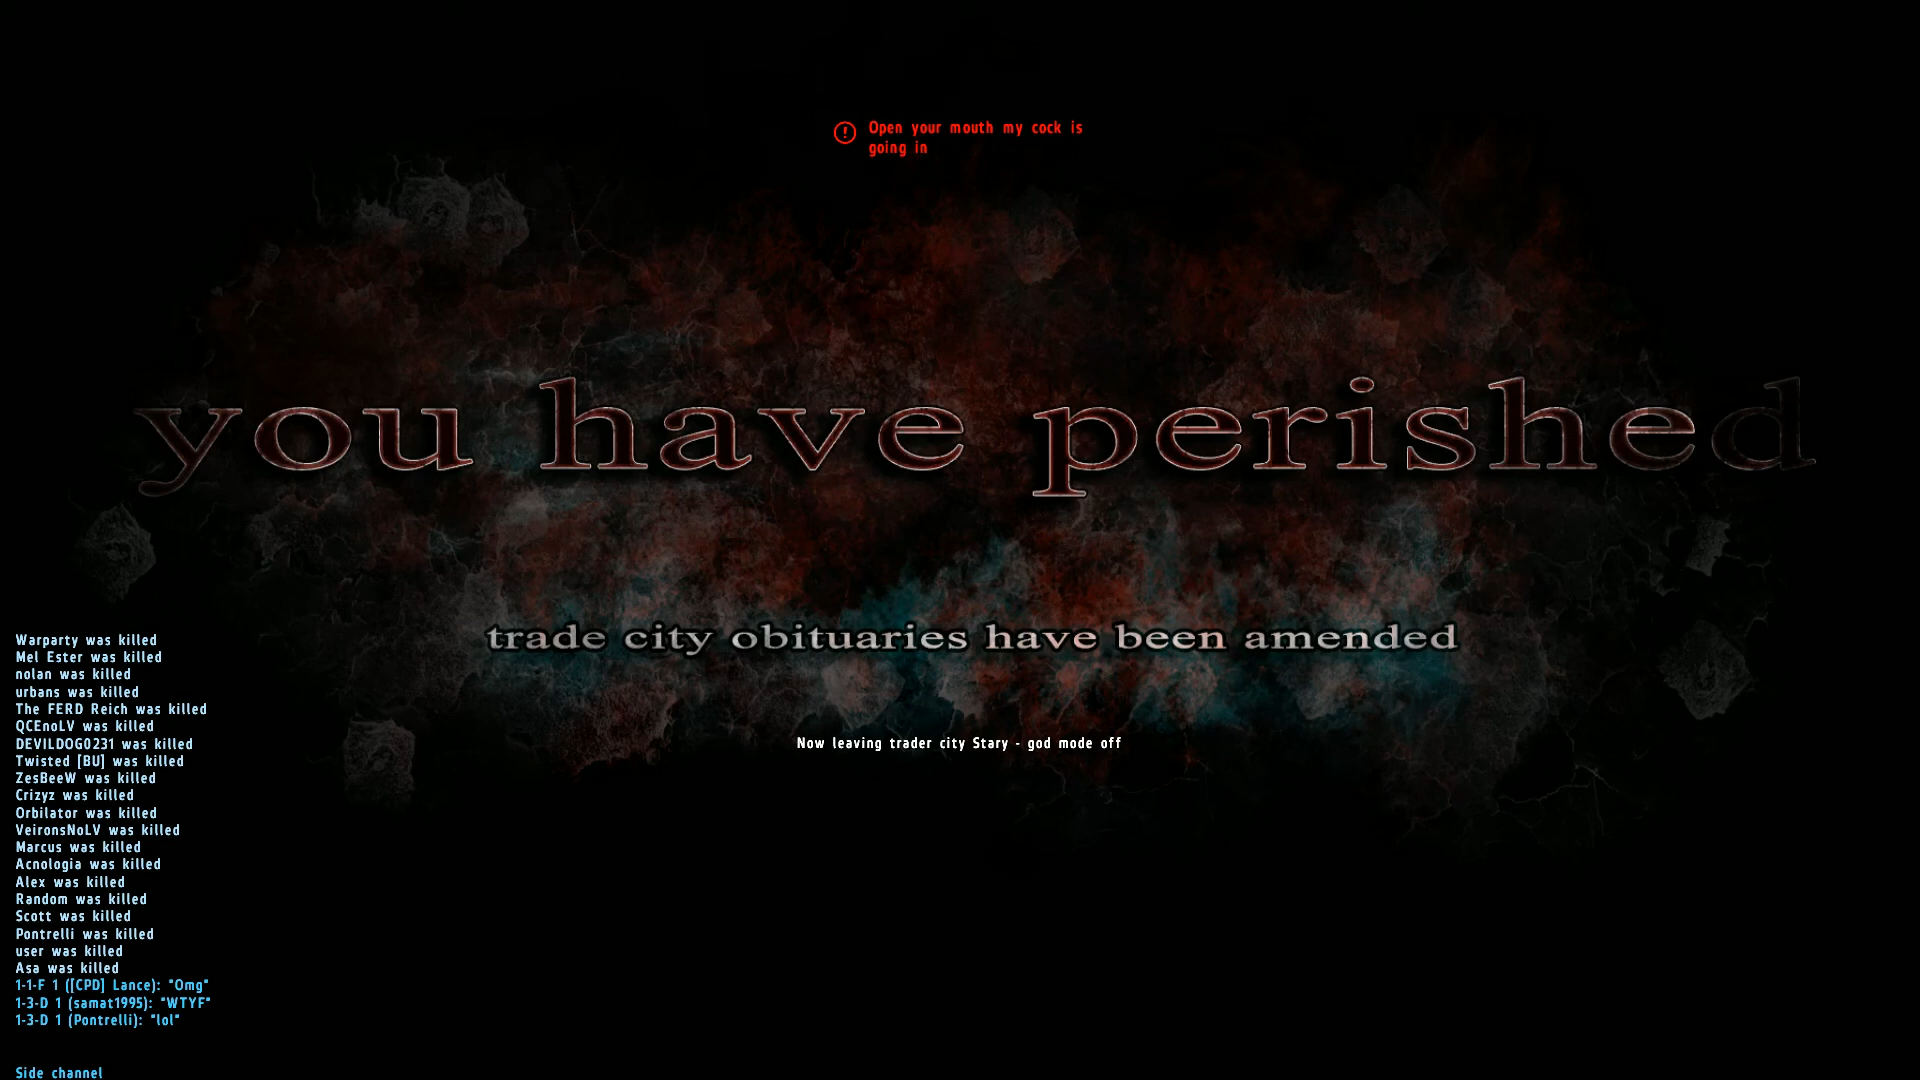 Open your mouth my cock is
going in
you have perished
trade city obituaries have been amended
Now leaving trader city Stary - god mode off
Warparty was killed
Mel Ester was killed
nolan was killed
urbans was killed
The FERD Reich was killed
QCEnoLV was killed
DEVILDOG0231 was killed
Twisted [BU] was killed
ZesBeeW was killed
Crizyz was killed
Orbilator was killed
VeironsNoLV was killed
Marcus was killed
Acnologia was killed
Alex was killed
Random was killed
Scott was killed
Pontrelli was killed
user was killed
Asa was killed
1-1-F 1 ([CPD] Lance): "Omg"
1-3-D 1 (samat1995): "WTYF"
1-3-D 1 (Pontrelli): "lol"
Side channel